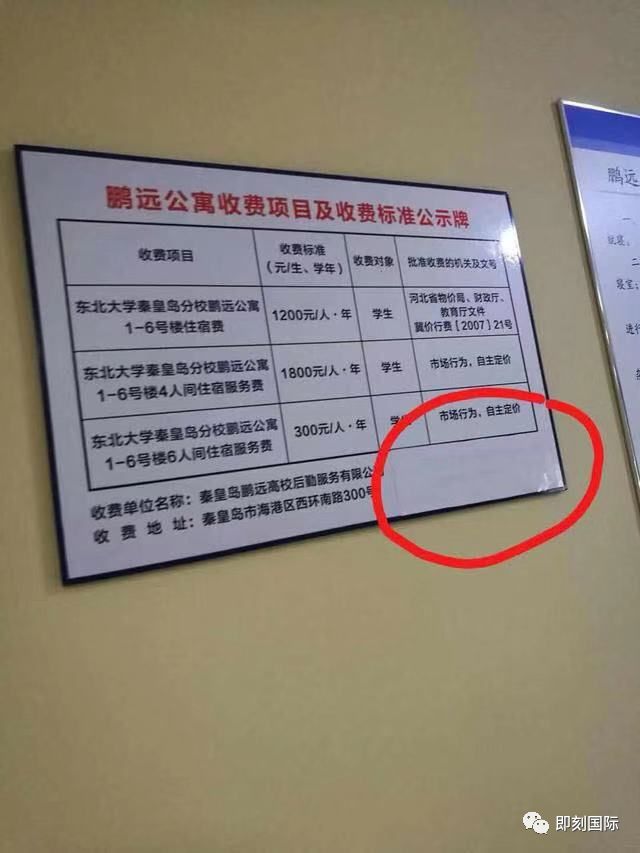 鹏远公寓收费项目及收费标准公示牌
收费项目
收费标准
（元/生、学年）
收费对象
批准收费的机关及文号
东北大学秦皇岛分校鹏远公寓
1-6号楼住宿费
1200元/人·年
学生
河北省物价局、财政厅、
教育厅文件
冀价行费［2007］21号
东北大学秦皇岛分校鹏远公寓
1-6号楼4人间住宿服务费
1800元/人·年
学生
市场行为，自主定价
东北大学秦皇岛分校鹏远公寓
1-6号楼6人间住宿服务费
300元/人·年
学生
市场行为，自主定价
收费单位名称：秦皇岛鹏远高校后勤服务有限公司
收 费 地 址：秦皇岛市海港区西环南路300号
鹏远
一、
二
寝室；
进行
即刻国际